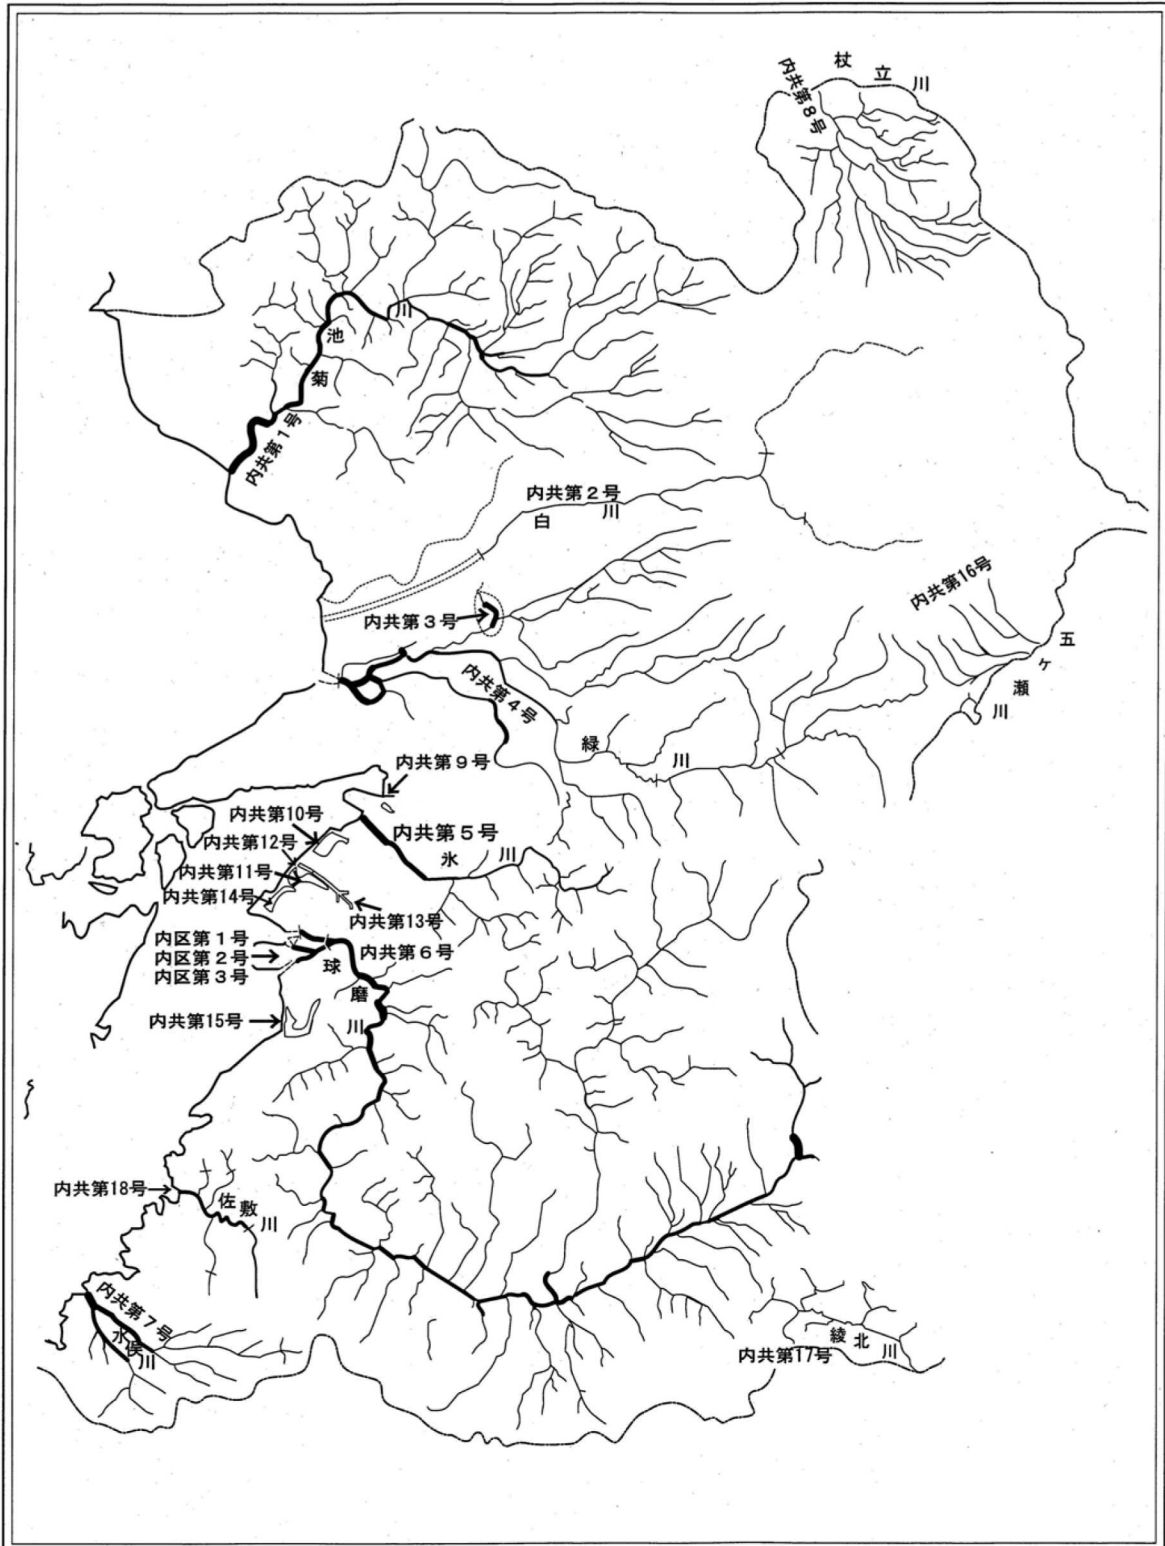 杖立川
内共第８号
菊池川
内共第１号
内共第２号
白川
内共第16号
内共第３号
五ヶ瀬川
内共第４号
緑川
内共第９号
内共第10号
内共第５号
内共第12号
氷川
内共第11号
内共第14号
内共第13号
内区第１号
内共第６号
内区第２号
内区第３号
球磨川
内共第15号
内共第18号
佐敷川
内共第７号
水俣川
綾北川
内共第17号